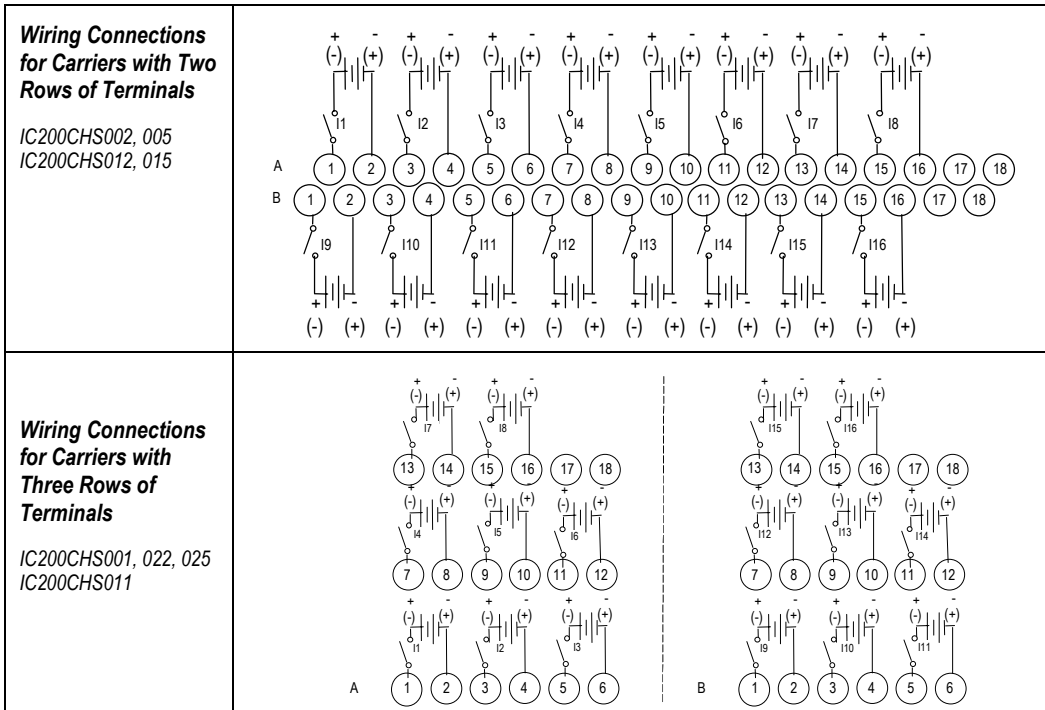 Wiring Connections
for Carriers with Two
Rows of Terminals
IC200CHS002, 005
IC200CHS012, 015
+ - + - + - + - + - + - + - + -
(-) (+) (-) (+) (-) (+) (-) (+) (-) (+) (-) (+) (-) (+) (-) (+)
I1 I2 I3 I4 I5 I6 I7 I8
A 1 2 3 4 5 6 7 8 9 10 11 12 13 14 15 16 17 18
B 1 2 3 4 5 6 7 8 9 10 11 12 13 14 15 16 17 18
I9 I10 I11 I12 I13 I14 I15 I16
+ - + - + - + - + - + - + - + -
(-) (+) (-) (+) (-) (+) (-) (+) (-) (+) (-) (+) (-) (+) (-) (+)
Wiring Connections
for Carriers with
Three Rows of
Terminals
IC200CHS001, 022, 025
IC200CHS011
+ - + -
(-) (+) (-) (+)
I7 I8
13 14 15 16 17 18
+ - + - + -
(-) (+) (-) (+) (-) (+)
I4 I5 I6
7 8 9 10 11 12
+ - + - + -
(-) (+) (-) (+) (-) (+)
I1 I2 I3
A 1 2 3 4 5 6
+ - + -
(-) (+) (-) (+)
I15 I16
13 14 15 16 17 18
+ - + - + -
(-) (+) (-) (+) (-) (+)
I12 I13 I14
7 8 9 10 11 12
+ - + - + -
(-) (+) (-) (+) (-) (+)
I9 I10 I11
B 1 2 3 4 5 6